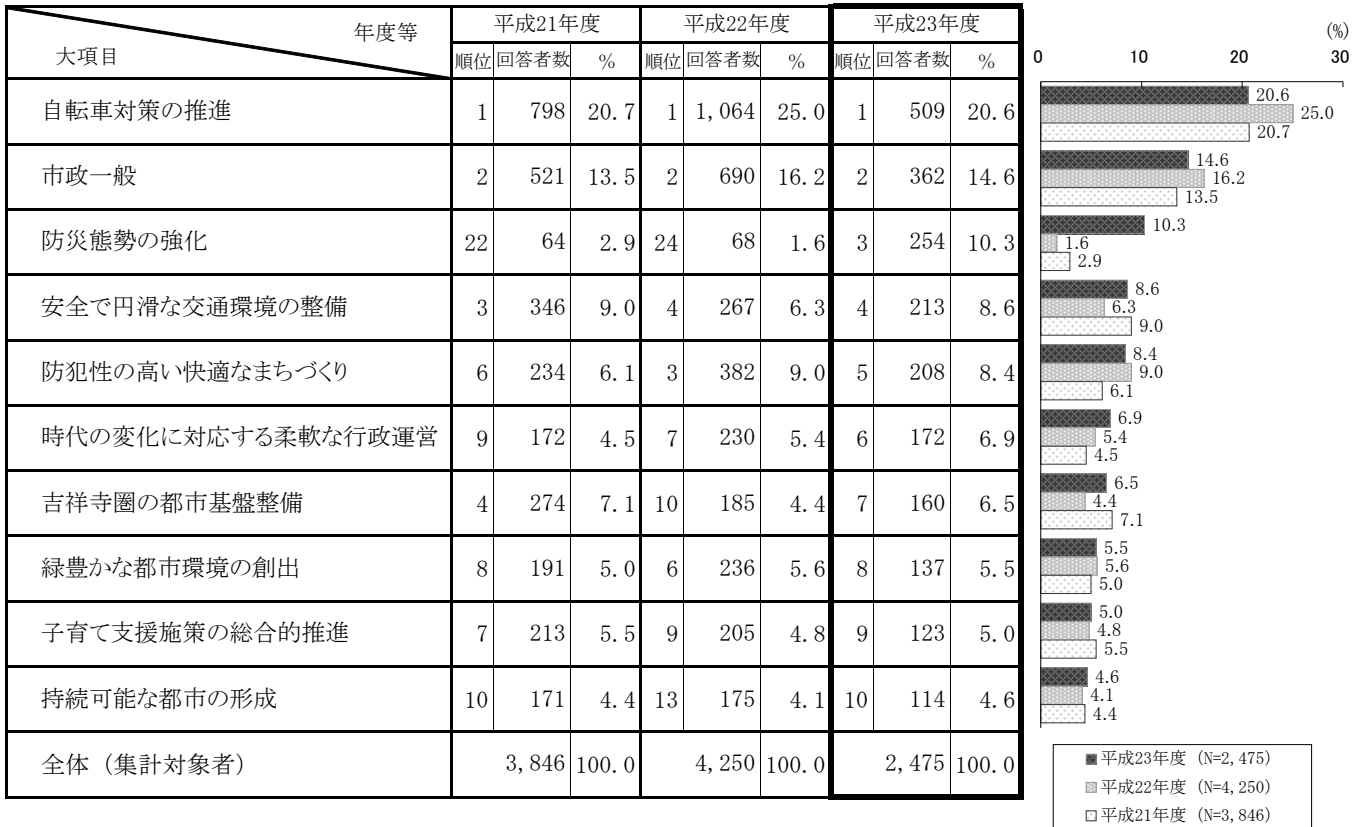 年度等
大項目
平成21年度 平成22年度 平成23年度
順位 回答者数 % 順位 回答者数 % 順位 回答者数 %
自転車対策の推進 1 798 20.7 1 1,064 25.0 1 509 20.6
市政一般 2 521 13.5 2 690 16.2 2 362 14.6
防災態勢の強化 22 64 2.9 24 68 1.6 3 254 10.3
安全で円滑な交通環境の整備 3 346 9.0 4 267 6.3 4 213 8.6
防犯性の高い快適なまちづくり 6 234 6.1 3 382 9.0 5 208 8.4
時代の変化に対応する柔軟な行政運営 9 172 4.5 7 230 5.4 6 172 6.9
吉祥寺圏の都市基盤整備 4 274 7.1 10 185 4.4 7 160 6.5
緑豊かな都市環境の創出 8 191 5.0 6 236 5.6 8 137 5.5
子育て支援施策の総合的推進 7 213 5.5 9 205 4.8 9 123 5.0
持続可能な都市の形成 10 171 4.4 13 175 4.1 10 114 4.6
全体（集計対象者） 3,846 100.0 4,250 100.0 2,475 100.0
(%)
0 10 20 30
20.6
25.0
20.7
14.6
16.2
13.5
10.3
1.6
2.9
8.6
6.3
9.0
8.4
9.0
6.1
6.9
5.4
4.5
6.5
4.4
7.1
5.5
5.6
5.0
5.0
4.8
5.5
4.6
4.1
4.4
平成23年度（N=2,475）
平成22年度（N=4,250）
平成21年度（N=3,846）